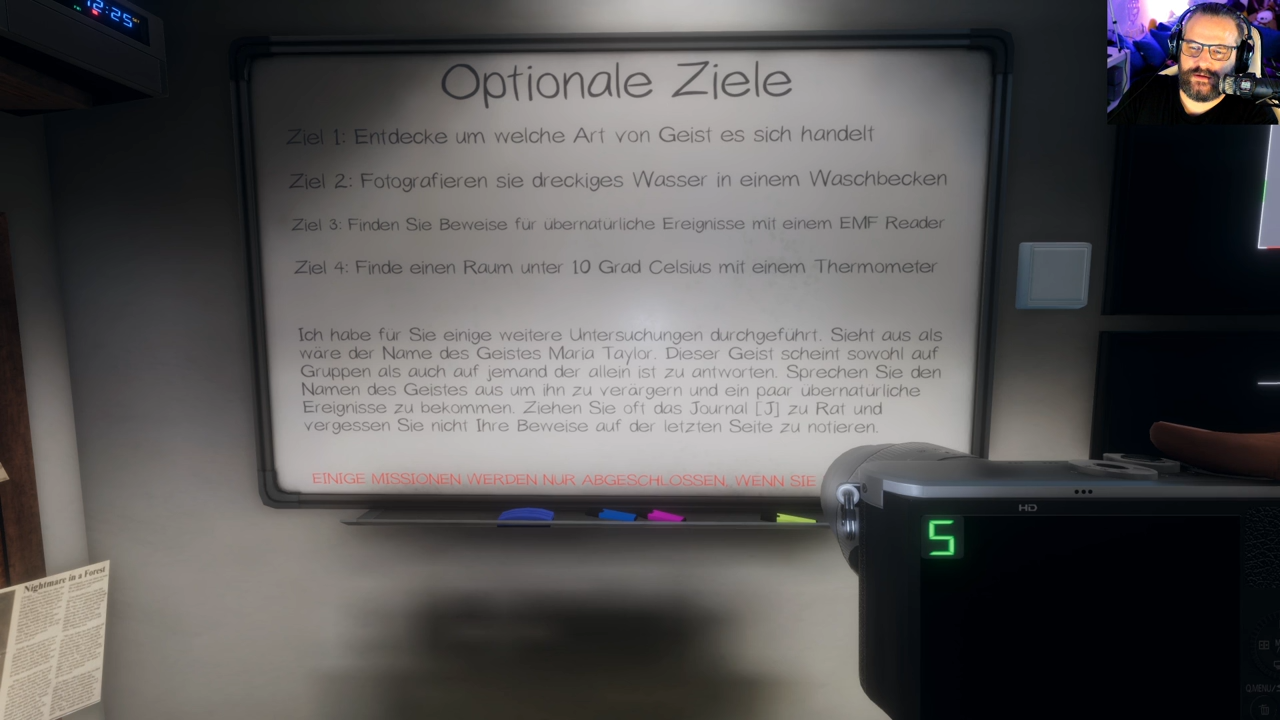 12:25
Optionale Ziele
Ziel 1: Entdecke um welche Art von Geist es sich handelt
Ziel 2: Fotografieren sie dreckiges Wasser in einem Waschbecken
Ziel 3: Finden Sie Beweise für übernatürliche Ereignisse mit einem EMF Reader
Ziel 4: Finde einen Raum unter 10 Grad Celsius mit einem Thermometer
Ich habe für Sie einige weitere Untersuchungen durchgeführt. Sieht aus als
wäre der Name des Geistes Maria Taylor. Dieser Geist scheint sowohl auf
Gruppen als auch auf jemand der allein ist zu antworten. Sprechen Sie den
Namen des Geistes aus um ihn zu verärgern und ein paar übernatürliche
Ereignisse zu bekommen. Ziehen Sie oft das Journal [J] zu Rat und
vergessen Sie nicht Ihre Beweise auf der letzten Seite zu notieren.
EINIGE MISSIONEN WERDEN NUR ABGESCHLOSSEN, WENN SIE
HD
5
Nightmare in a Forest